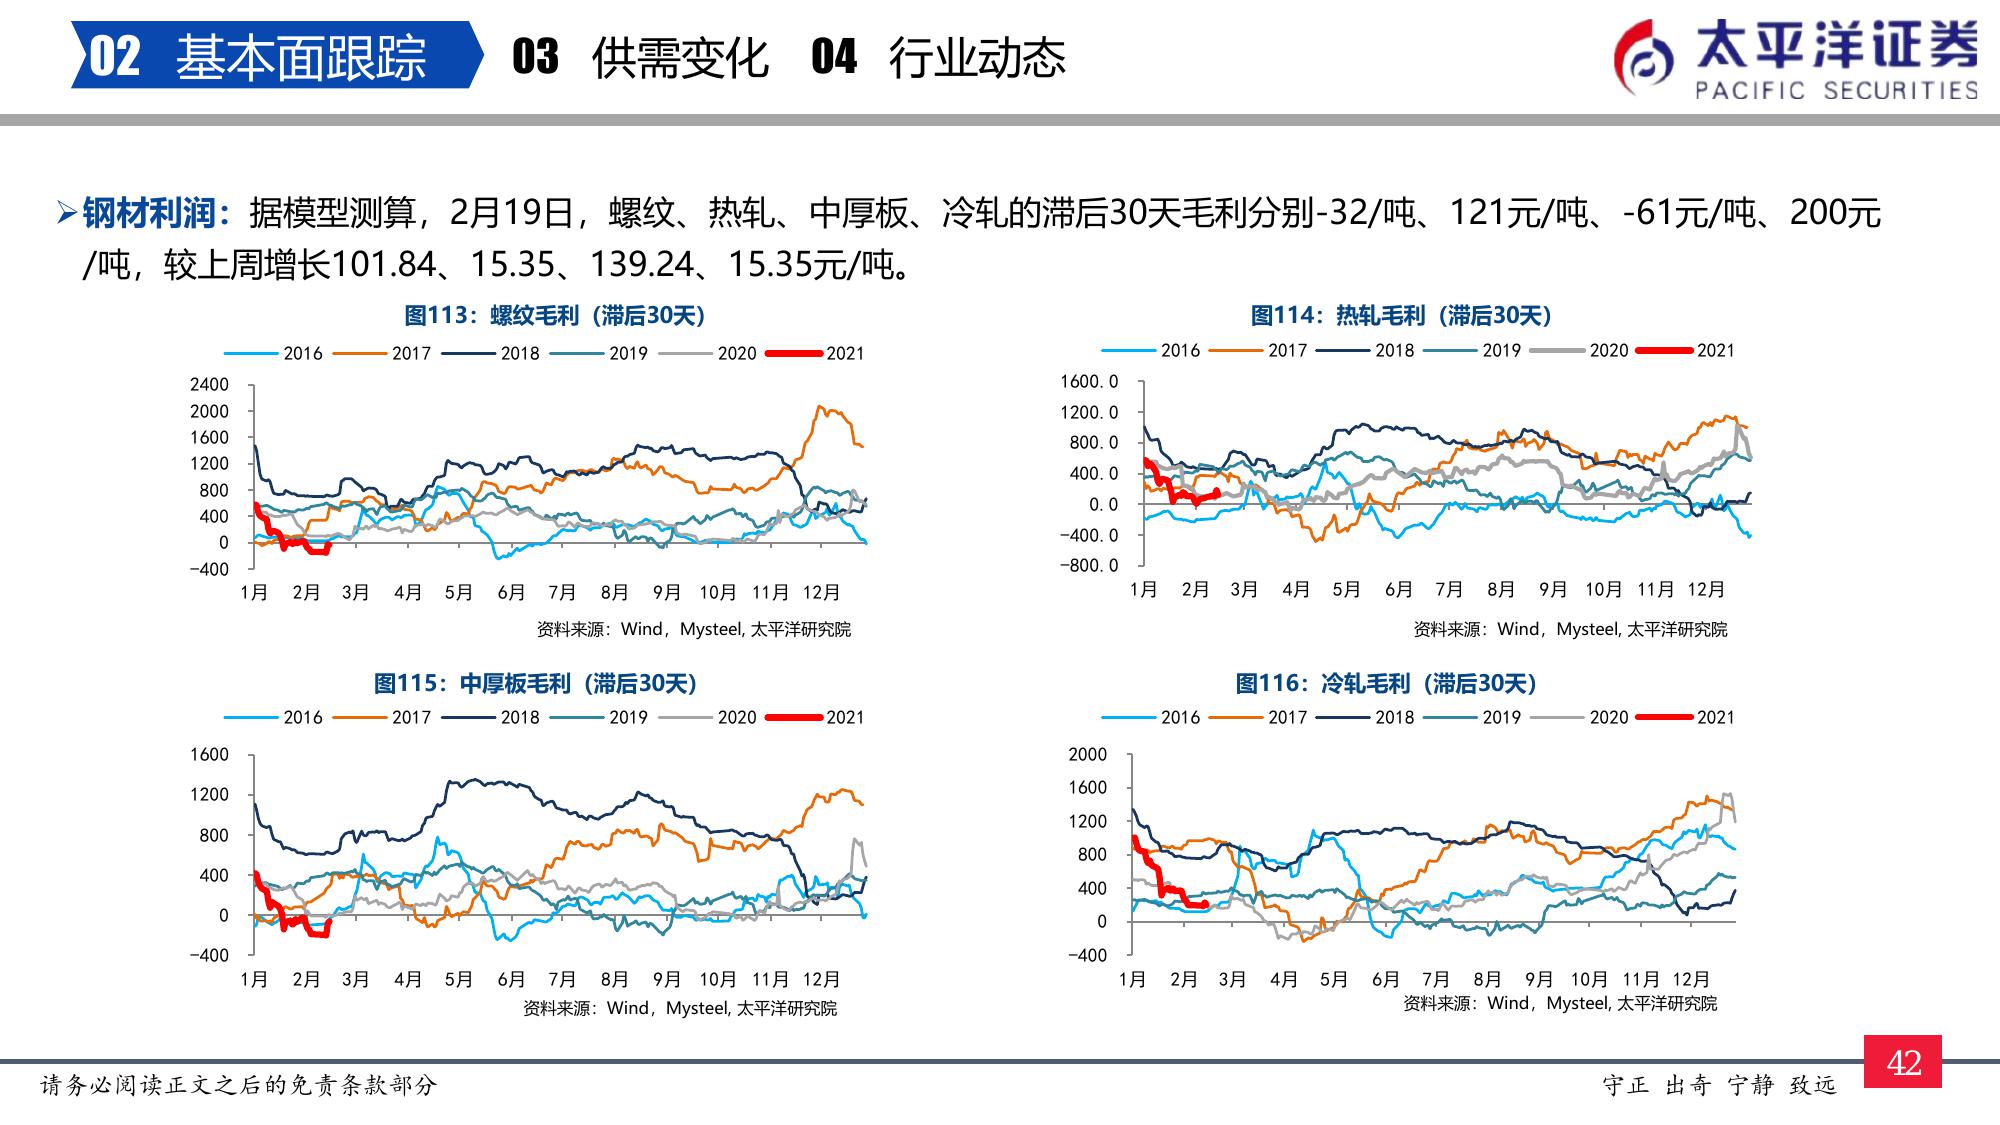 02 基本面跟踪 03 供需变化 04 行业动态
太平洋证券
PACIFIC SECURITIES
➢钢材利润：据模型测算，2月19日，螺纹、热轧、中厚板、冷轧的滞后30天毛利分别-32/吨、121元/吨、-61元/吨、200元
/吨，较上周增长101.84、15.35、139.24、15.35元/吨。
图113：螺纹毛利（滞后30天）
2016 2017 2018 2019 2020 2021
2400
2000
1600
1200
800
400
0
-400
1月 2月 3月 4月 5月 6月 7月 8月 9月 10月 11月 12月
资料来源：Wind，Mysteel, 太平洋研究院
图114：热轧毛利（滞后30天）
2016 2017 2018 2019 2020 2021
1600.0
1200.0
800.0
400.0
0.0
-400.0
-800.0
1月 2月 3月 4月 5月 6月 7月 8月 9月 10月 11月 12月
资料来源：Wind，Mysteel, 太平洋研究院
图115：中厚板毛利（滞后30天）
2016 2017 2018 2019 2020 2021
1600
1200
800
400
0
-400
1月 2月 3月 4月 5月 6月 7月 8月 9月 10月 11月 12月
资料来源：Wind，Mysteel, 太平洋研究院
图116：冷轧毛利（滞后30天）
2016 2017 2018 2019 2020 2021
2000
1600
1200
800
400
0
-400
1月 2月 3月 4月 5月 6月 7月 8月 9月 10月 11月 12月
资料来源：Wind，Mysteel, 太平洋研究院
请务必阅读正文之后的免责条款部分
守正 出奇 宁静 致远
42